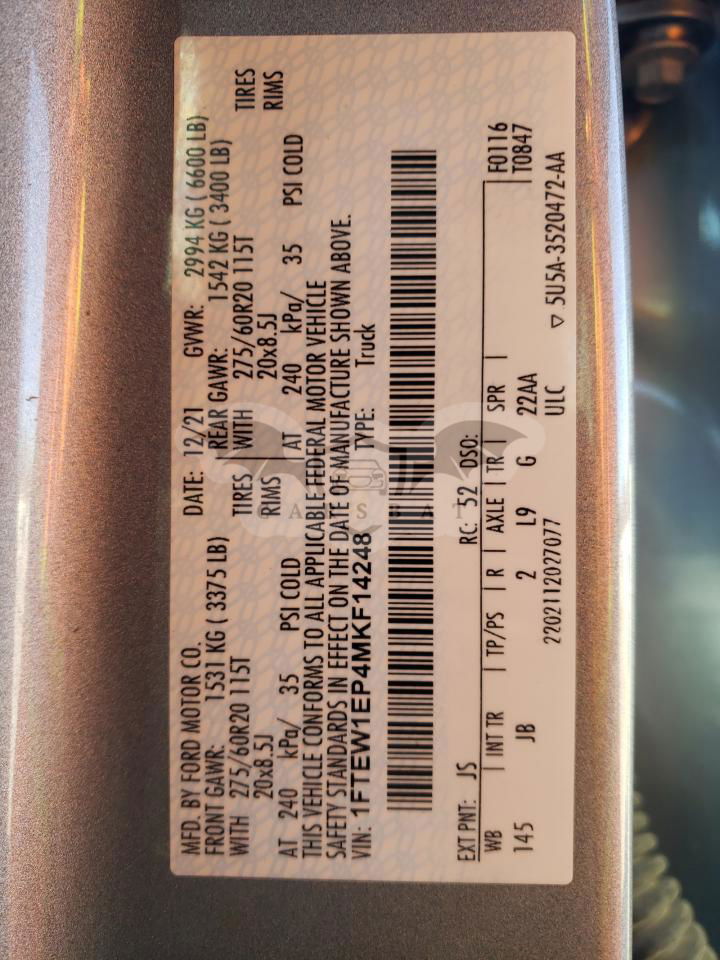 MFD. BY FORD MOTOR CO.
DATE: 12/21 GVWR: 2994 KG ( 6600 LB)
FRONT GAWR: 1531 KG ( 3375 LB) REAR GAWR: 1542 KG ( 3400 LB)
WITH 275/60R20 115T TIRES WITH 275/60R20 115T TIRES
20x8.5J RIMS 20x8.5J RIMS
AT 240 kPa/ 35 PSI COLD AT 240 kPa/ 35 PSI COLD
THIS VEHICLE CONFORMS TO ALL APPLICABLE FEDERAL MOTOR VEHICLE
SAFETY STANDARDS IN EFFECT ON THE DATE OF MANUFACTURE SHOWN ABOVE.
VIN: 1FTEW1EP4MKF14248 TYPE: Truck
EXT PNT: JS RC: 52 DSO:
WB INT TR TP/PS R AXLE TR SPR F0116
145 JB 2 L9 G 22AA T0847
2202112027077 ULC ▽ 5U5A-3520472-AA